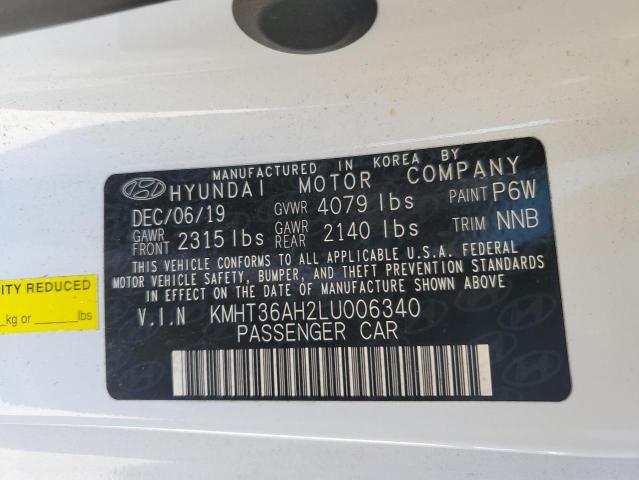 MANUFACTURED IN KOREA BY
HYUNDAI MOTOR COMPANY
DEC/06/19 GVWR 4079 lbs PAINT P6W
GAWR FRONT 2315 lbs GAWR REAR 2140 lbs TRIM NNB
THIS VEHICLE CONFORMS TO ALL APPLICABLE U.S.A. FEDERAL
MOTOR VEHICLE SAFETY, BUMPER, AND THEFT PREVENTION STANDARDS
IN EFFECT ON THE DATE OF MANUFACTURE SHOWN ABOVE
V.I.N KMHT36AH2LU006340
PASSENGER CAR
ITY REDUCED
kg or ______lbs